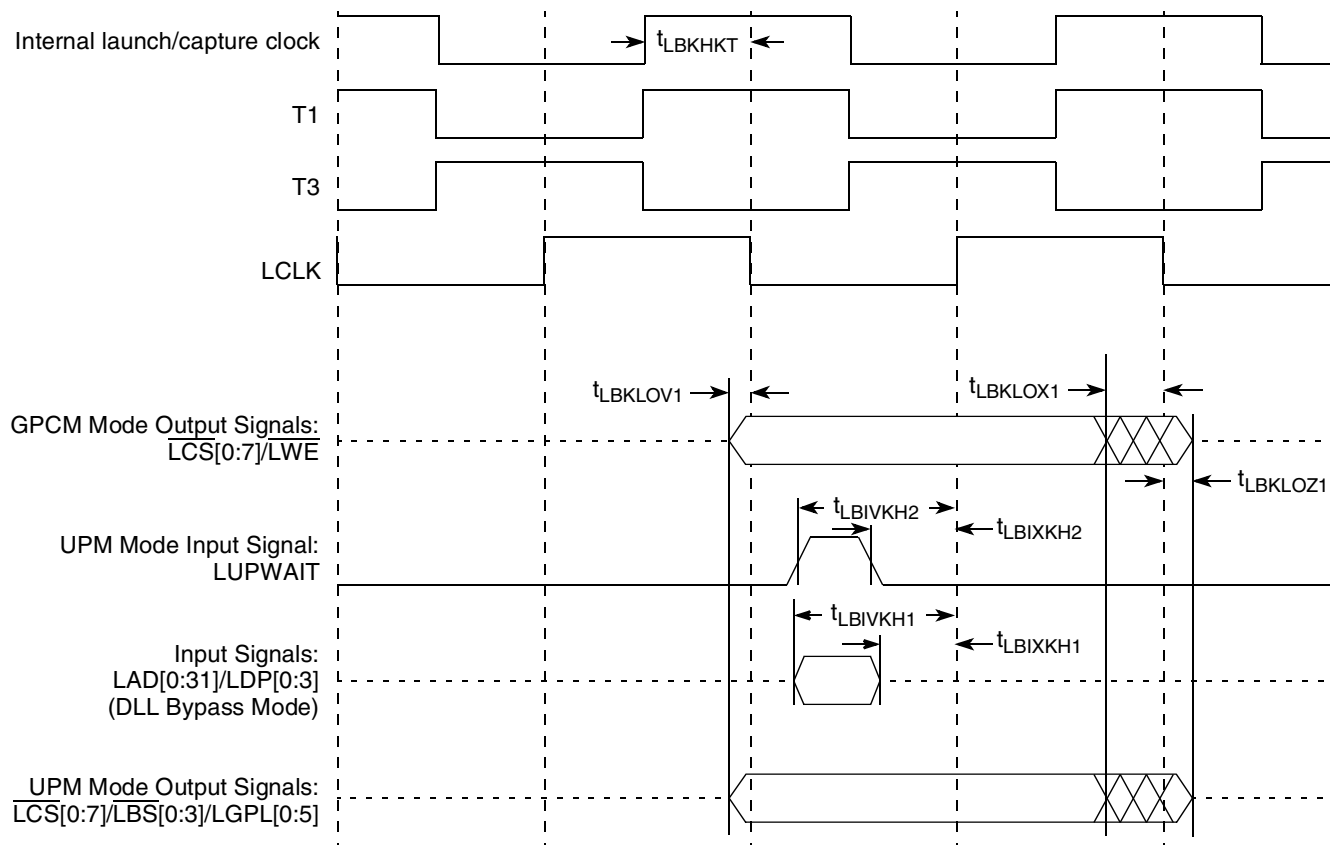 Internal launch/capture clock
tLBKHKT
T1
T3
LCLK
tLBKLOV1
tLBKLOX1
GPCM Mode Output Signals:
LCS[0:7]/LWE
tLBKLOZ1
tLBIVKH2
tLBIXKH2
UPM Mode Input Signal:
LUPWAIT
tLBIVKH1
tLBIXKH1
Input Signals:
LAD[0:31]/LDP[0:3]
(DLL Bypass Mode)
UPM Mode Output Signals:
LCS[0:7]/LBS[0:3]/LGPL[0:5]